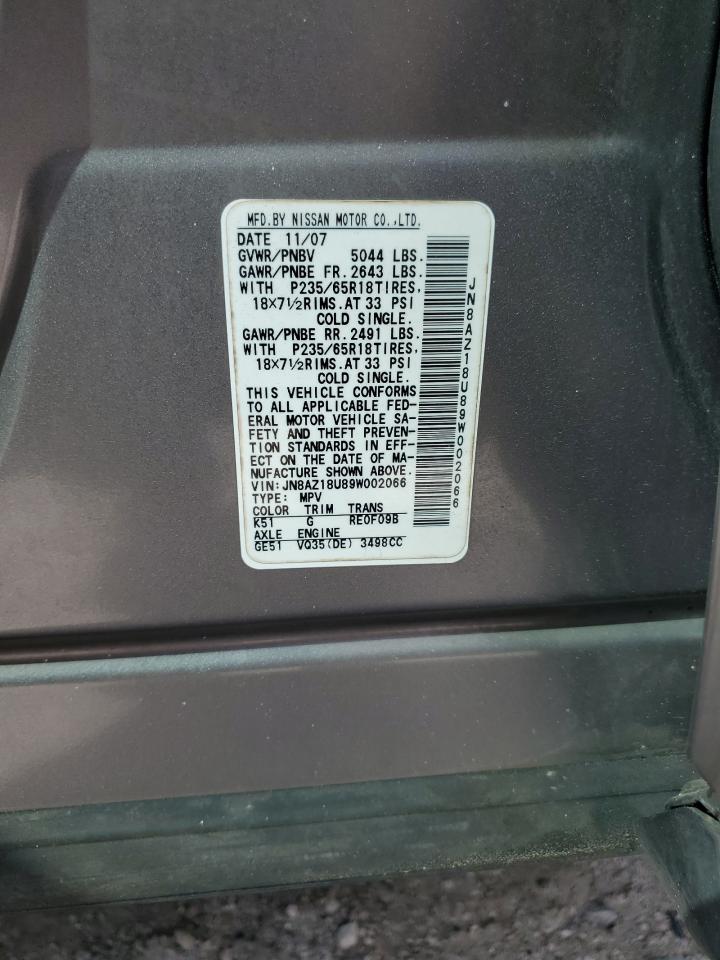 MFD.BY NISSAN MOTOR CO.,LTD.
DATE 11/07
GVWR/PNBV 5044 LBS.
GAWR/PNBE FR.2643 LBS.
WITH P235/65R18TIRES,
18×7½RIMS.AT 33 PSI
COLD SINGLE.
GAWR/PNBE RR.2491 LBS.
WITH P235/65R18TIRES,
18×7½RIMS.AT 33 PSI
COLD SINGLE.
THIS VEHICLE CONFORMS
TO ALL APPLICABLE FED-
ERAL MOTOR VEHICLE SA-
FETY AND THEFT PREVEN-
TION STANDARDS IN EFF-
ECT ON THE DATE OF MA-
NUFACTURE SHOWN ABOVE.
VIN:JN8AZ18U89W002066
TYPE: MPV
COLOR TRIM TRANS
K51 G RE0F09B
AXLE ENGINE
GE51 VQ35(DE) 3498CC
JN8AZ18U89W002066